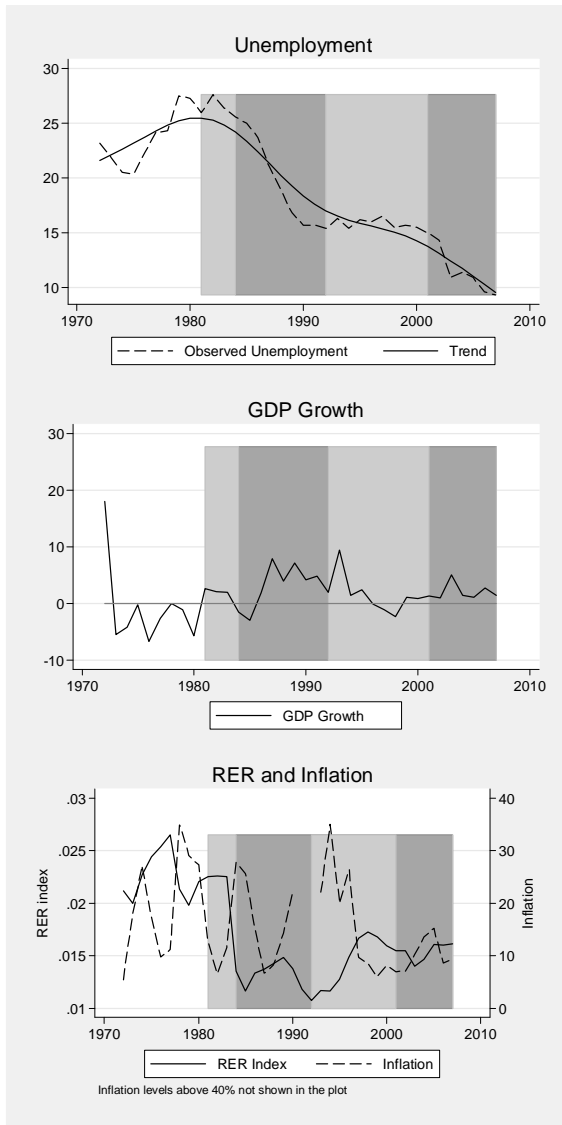 Unemployment
30
25
20
15
10
1970 1980 1990 2000 2010
Observed Unemployment Trend
GDP Growth
30
20
10
0
-10
1970 1980 1990 2000 2010
GDP Growth
RER and Inflation
.03 40
.025 30
.02 20
.015 10
.01 0
RER index
Inflation
1970 1980 1990 2000 2010
RER Index Inflation
Inflation levels above 40% not shown in the plot